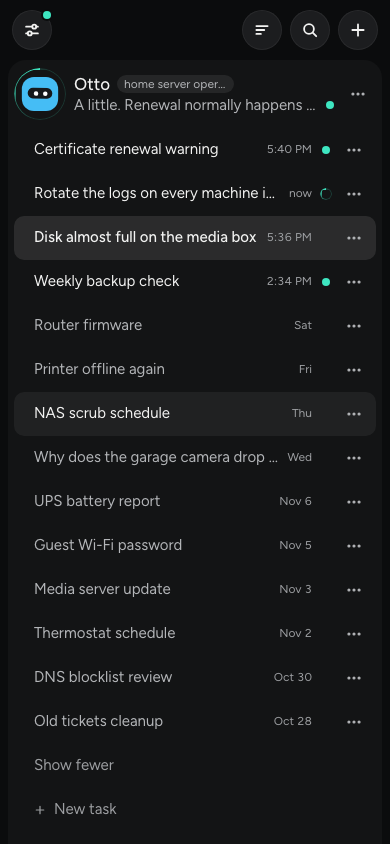 Otto home server oper...
A little. Renewal normally happens ...
Certificate renewal warning 5:40 PM
Rotate the logs on every machine i... now
Disk almost full on the media box 5:36 PM
Weekly backup check 2:34 PM
Router firmware Sat
Printer offline again Fri
NAS scrub schedule Thu
Why does the garage camera drop ... Wed
UPS battery report Nov 6
Guest Wi-Fi password Nov 5
Media server update Nov 3
Thermostat schedule Nov 2
DNS blocklist review Oct 30
Old tickets cleanup Oct 28
Show fewer
+ New task